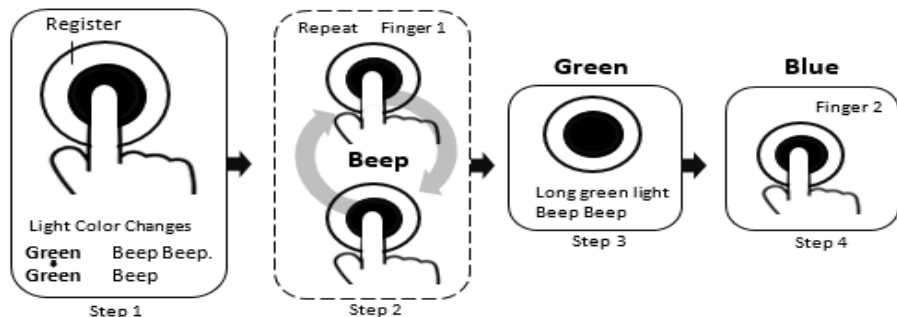 Register
Light Color Changes
Green Beep Beep.
Green Beep
Step 1
Repeat Finger 1
Beep
Step 2
Green
Long green light
Beep Beep
Step 3
Blue
Finger 2
Step 4